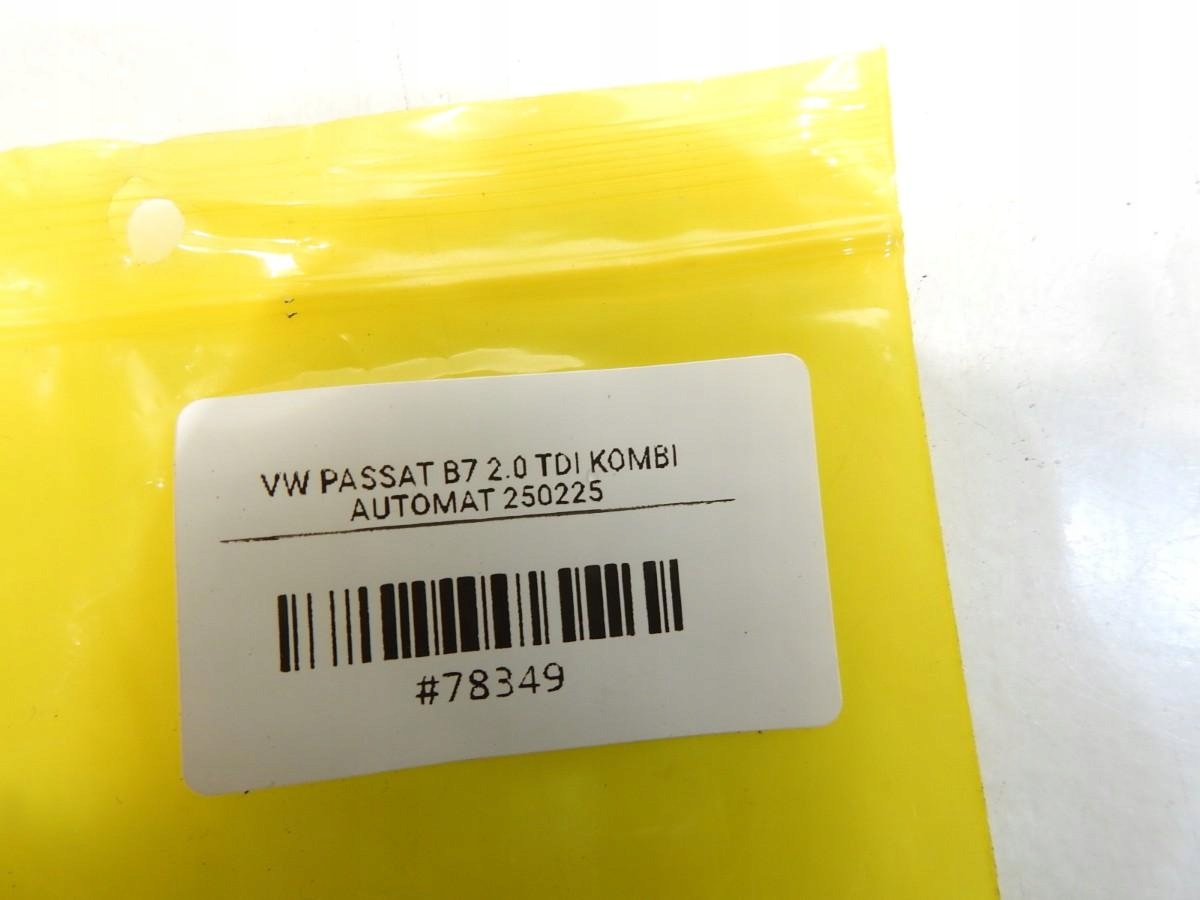 VW PASSAT B7 2.0 TDI KOMBI
AUTOMAT 250225
#78349